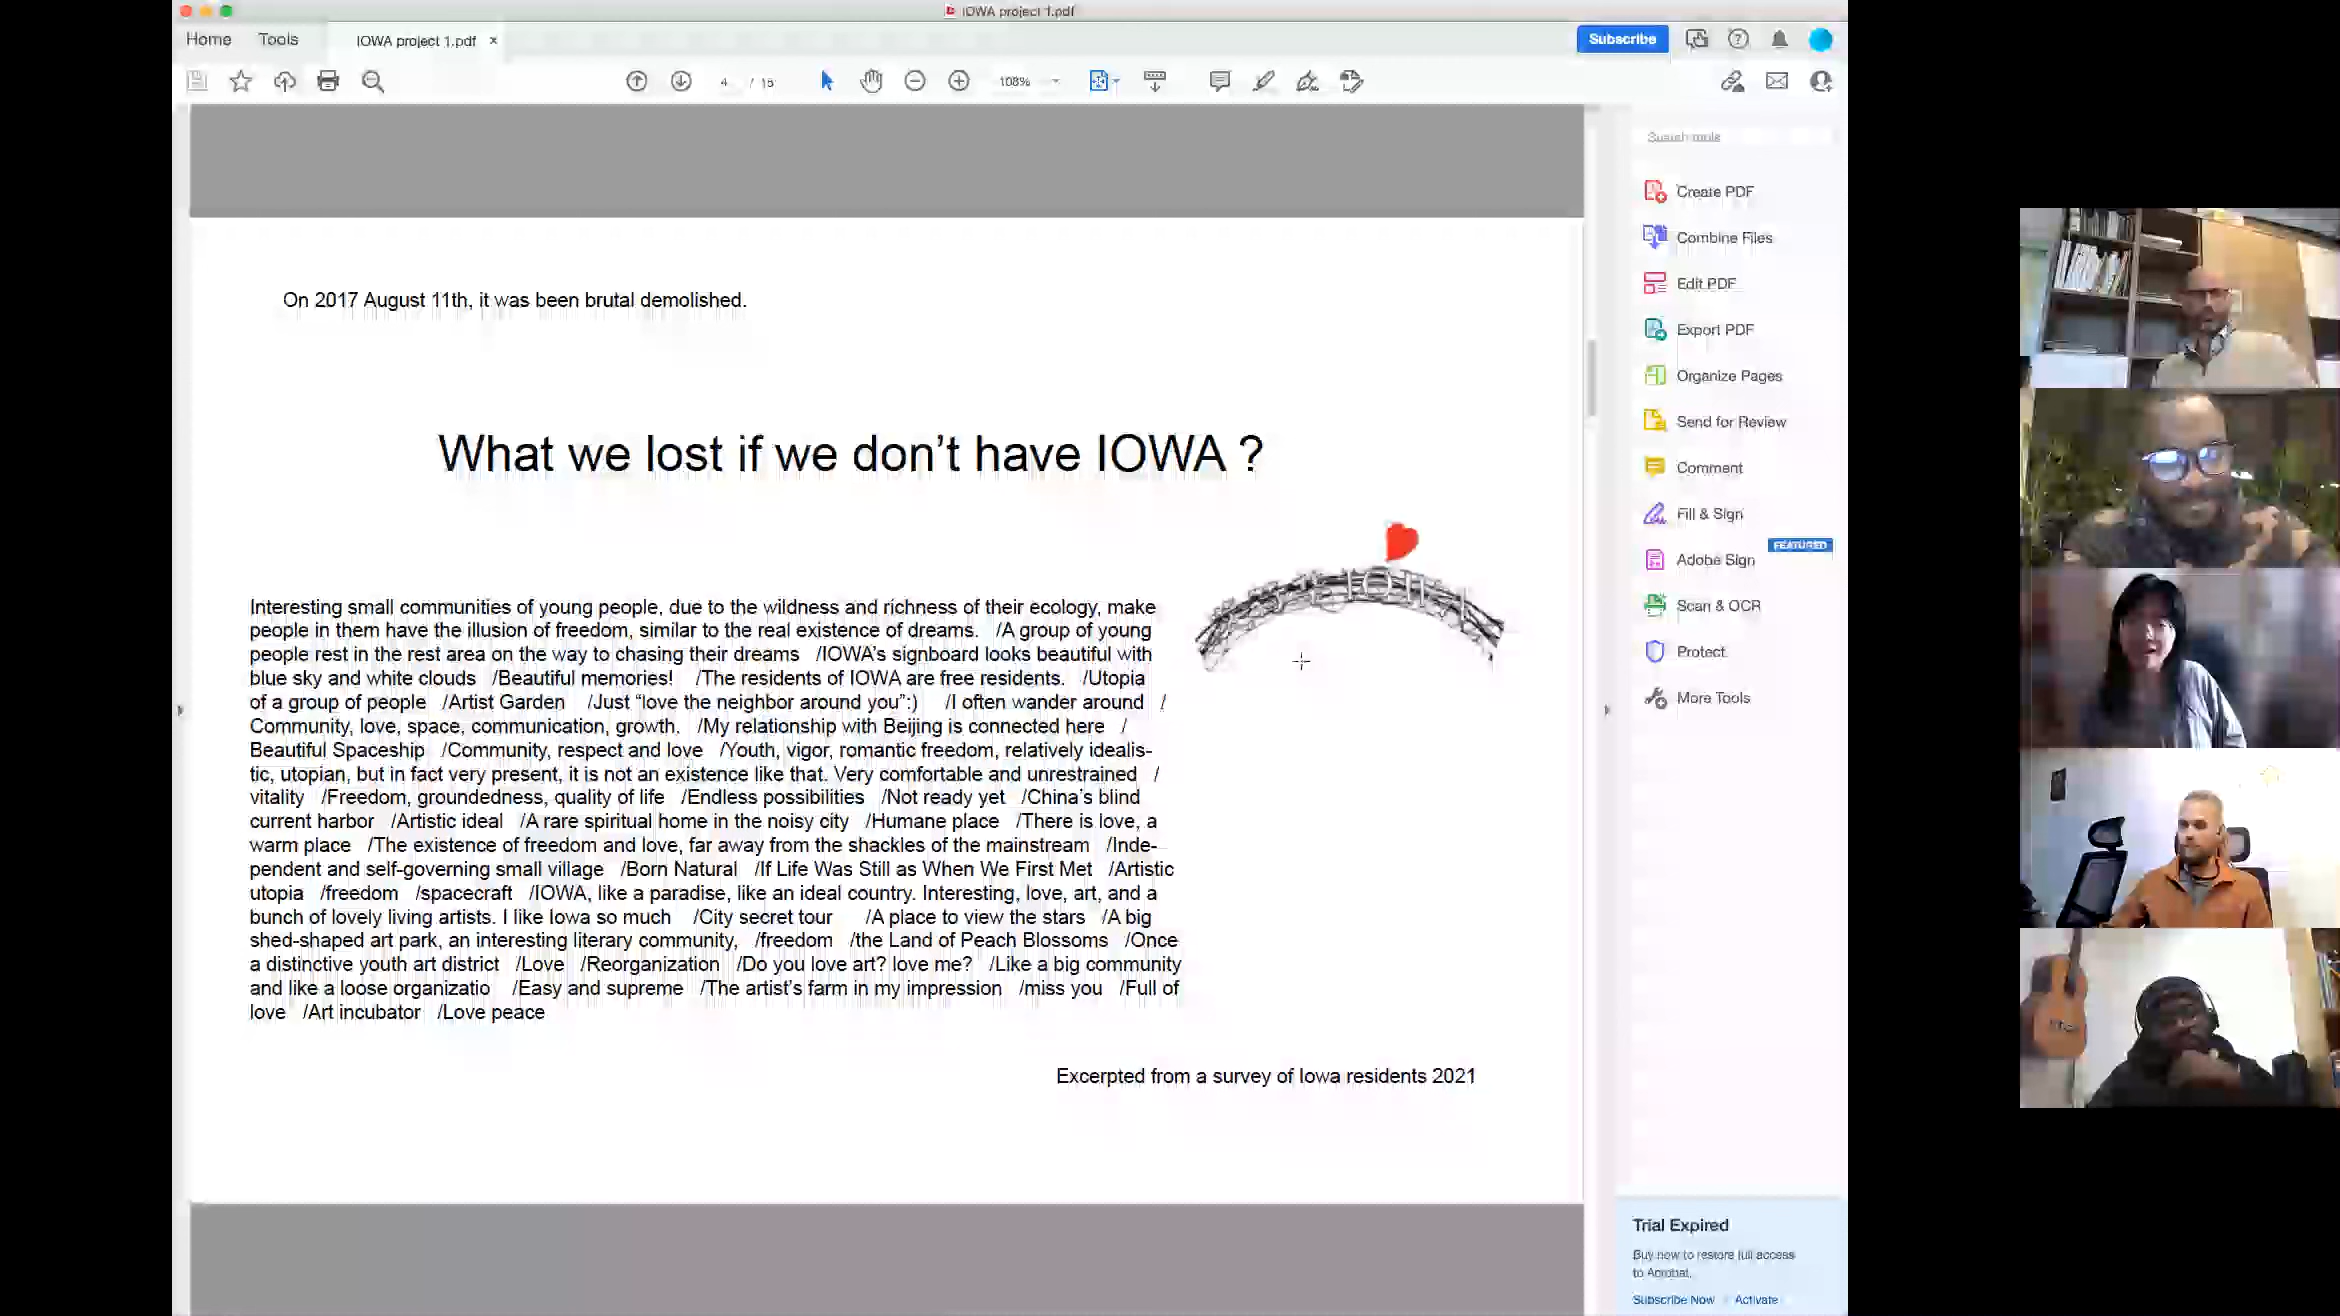 IOWA project 1.pdf
Home Tools IOWA project 1.pdf ×
Subscribe
4 / 15 108%
On 2017 August 11th, it was been brutal demolished.
What we lost if we don't have IOWA ?
Interesting small communities of young people, due to the wildness and richness of their ecology, make
people in them have the illusion of freedom, similar to the real existence of dreams. /A group of young
people rest in the rest area on the way to chasing their dreams /IOWA's signboard looks beautiful with
blue sky and white clouds /Beautiful memories! /The residents of IOWA are free residents. /Utopia
of a group of people /Artist Garden /Just “love the neighbor around you”:) /I often wander around /
Community, love, space, communication, growth. /My relationship with Beijing is connected here /
Beautiful Spaceship /Community, respect and love /Youth, vigor, romantic freedom, relatively idealis-
tic, utopian, but in fact very present, it is not an existence like that. Very comfortable and unrestrained /
vitality /Freedom, groundedness, quality of life /Endless possibilities /Not ready yet /China's blind
current harbor /Artistic ideal /A rare spiritual home in the noisy city /Humane place /There is love, a
warm place /The existence of freedom and love, far away from the shackles of the mainstream /Inde-
pendent and self-governing small village /Born Natural /If Life Was Still as When We First Met /Artistic
utopia /freedom /spacecraft /IOWA, like a paradise, like an ideal country. Interesting, love, art, and a
bunch of lovely living artists. I like Iowa so much /City secret tour /A place to view the stars /A big
shed-shaped art park, an interesting literary community, /freedom /the Land of Peach Blossoms /Once
a distinctive youth art district /Love /Reorganization /Do you love art? love me? /Like a big community
and like a loose organizatio /Easy and supreme /The artist's farm in my impression /miss you /Full of
love /Art incubator /Love peace
Excerpted from a survey of Iowa residents 2021
Search tools
Create PDF
Combine Files
Edit PDF
Export PDF
Organize Pages
Send for Review
Comment
Fill & Sign
FEATURED
Adobe Sign
Scan & OCR
Protect
More Tools
Trial Expired
Buy now to restore full access
to Acrobat.
Subscribe Now Activate